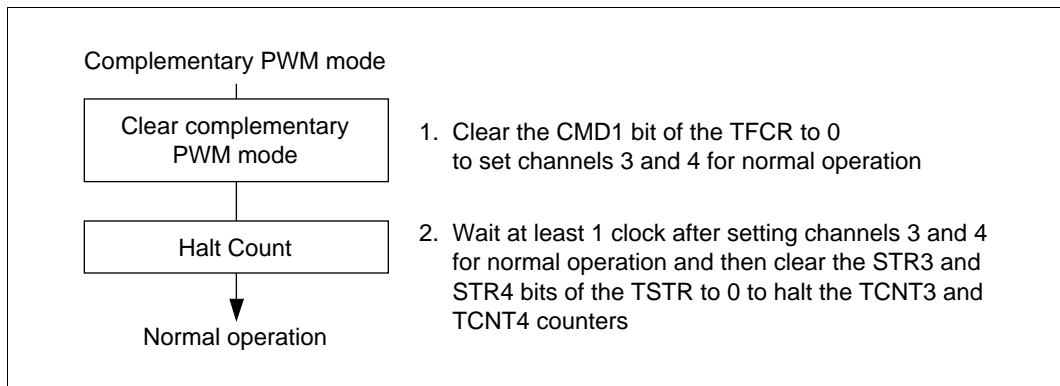 Complementary PWM mode
Clear complementary
PWM mode
1. Clear the CMD1 bit of the TFCR to 0
to set channels 3 and 4 for normal operation
Halt Count
2. Wait at least 1 clock after setting channels 3 and 4
for normal operation and then clear the STR3 and
STR4 bits of the TSTR to 0 to halt the TCNT3 and
TCNT4 counters
Normal operation